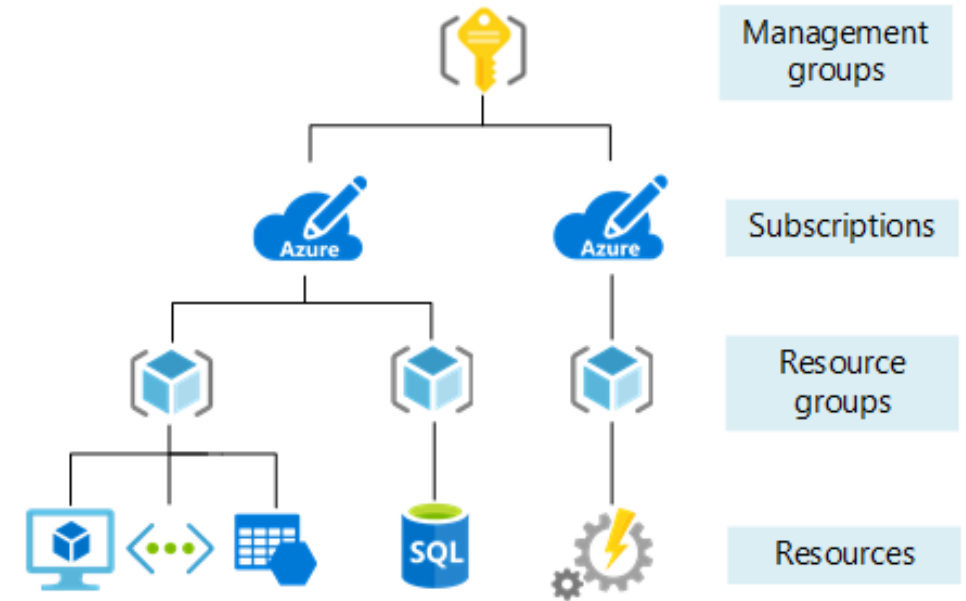 Management
groups
Azure
Azure
Subscriptions
Resource
groups
SQL
Resources